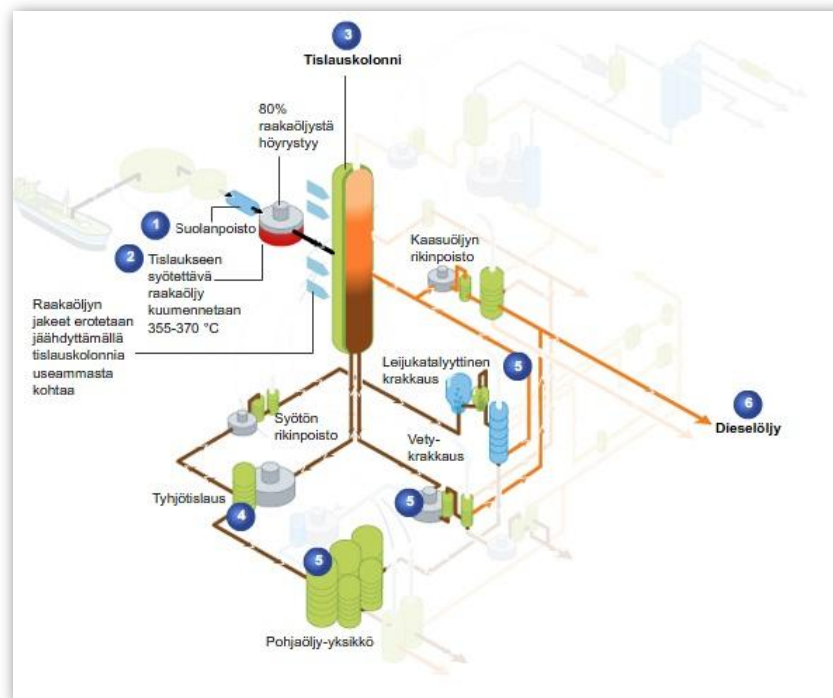 3
Tislauskolonni
80%
raakaöljystä
höyrystyy
1
Suolanpoisto
2
Tislaukseen
syötettävä
raakaöljy
kuumennetaan
355-370 °C
Raakaöljyn
jakeet erotetaan
jäähdyttämällä
tislauskolonnia
useammasta
kohtaa
Kaasuöljyn
rikinpoisto
Leijukatalyyttinen
krakkaus
5
6
Dieselöljy
Syötön
rikinpoisto
Vety-
krakkaus
Tyhjötislaus
4
5
5
Pohjaöljy-yksikkö